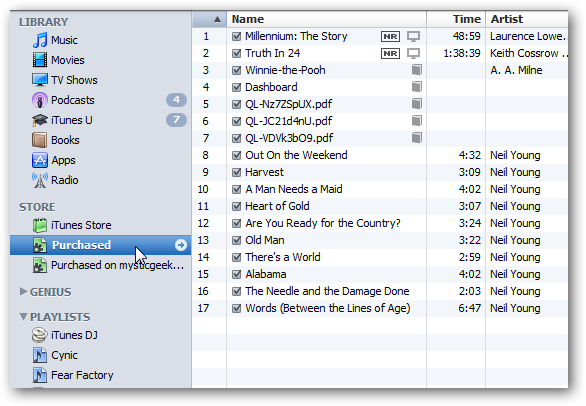 LIBRARY
Music
Movies
TV Shows
Podcasts 4
iTunes U 7
Books
Apps
Radio
STORE
iTunes Store
Purchased
Purchased on mysticgeek...
GENIUS
PLAYLISTS
iTunes DJ
Cynic
Fear Factory
Name Time Artist
1 Millennium: The Story NR 48:59 Laurence Lowe...
2 Truth In 24 NR 1:38:39 Keith Cossrow ...
3 Winnie-the-Pooh A. A. Milne
4 Dashboard
5 QL-Nz7ZSpUX.pdf
6 QL-JC21d4nU.pdf
7 QL-VDVk3bO9.pdf
8 Out On the Weekend 4:32 Neil Young
9 Harvest 3:09 Neil Young
10 A Man Needs a Maid 4:02 Neil Young
11 Heart of Gold 3:07 Neil Young
12 Are You Ready for the Country? 3:24 Neil Young
13 Old Man 3:22 Neil Young
14 There's a World 2:59 Neil Young
15 Alabama 4:02 Neil Young
16 The Needle and the Damage Done 2:03 Neil Young
17 Words (Between the Lines of Age) 6:47 Neil Young